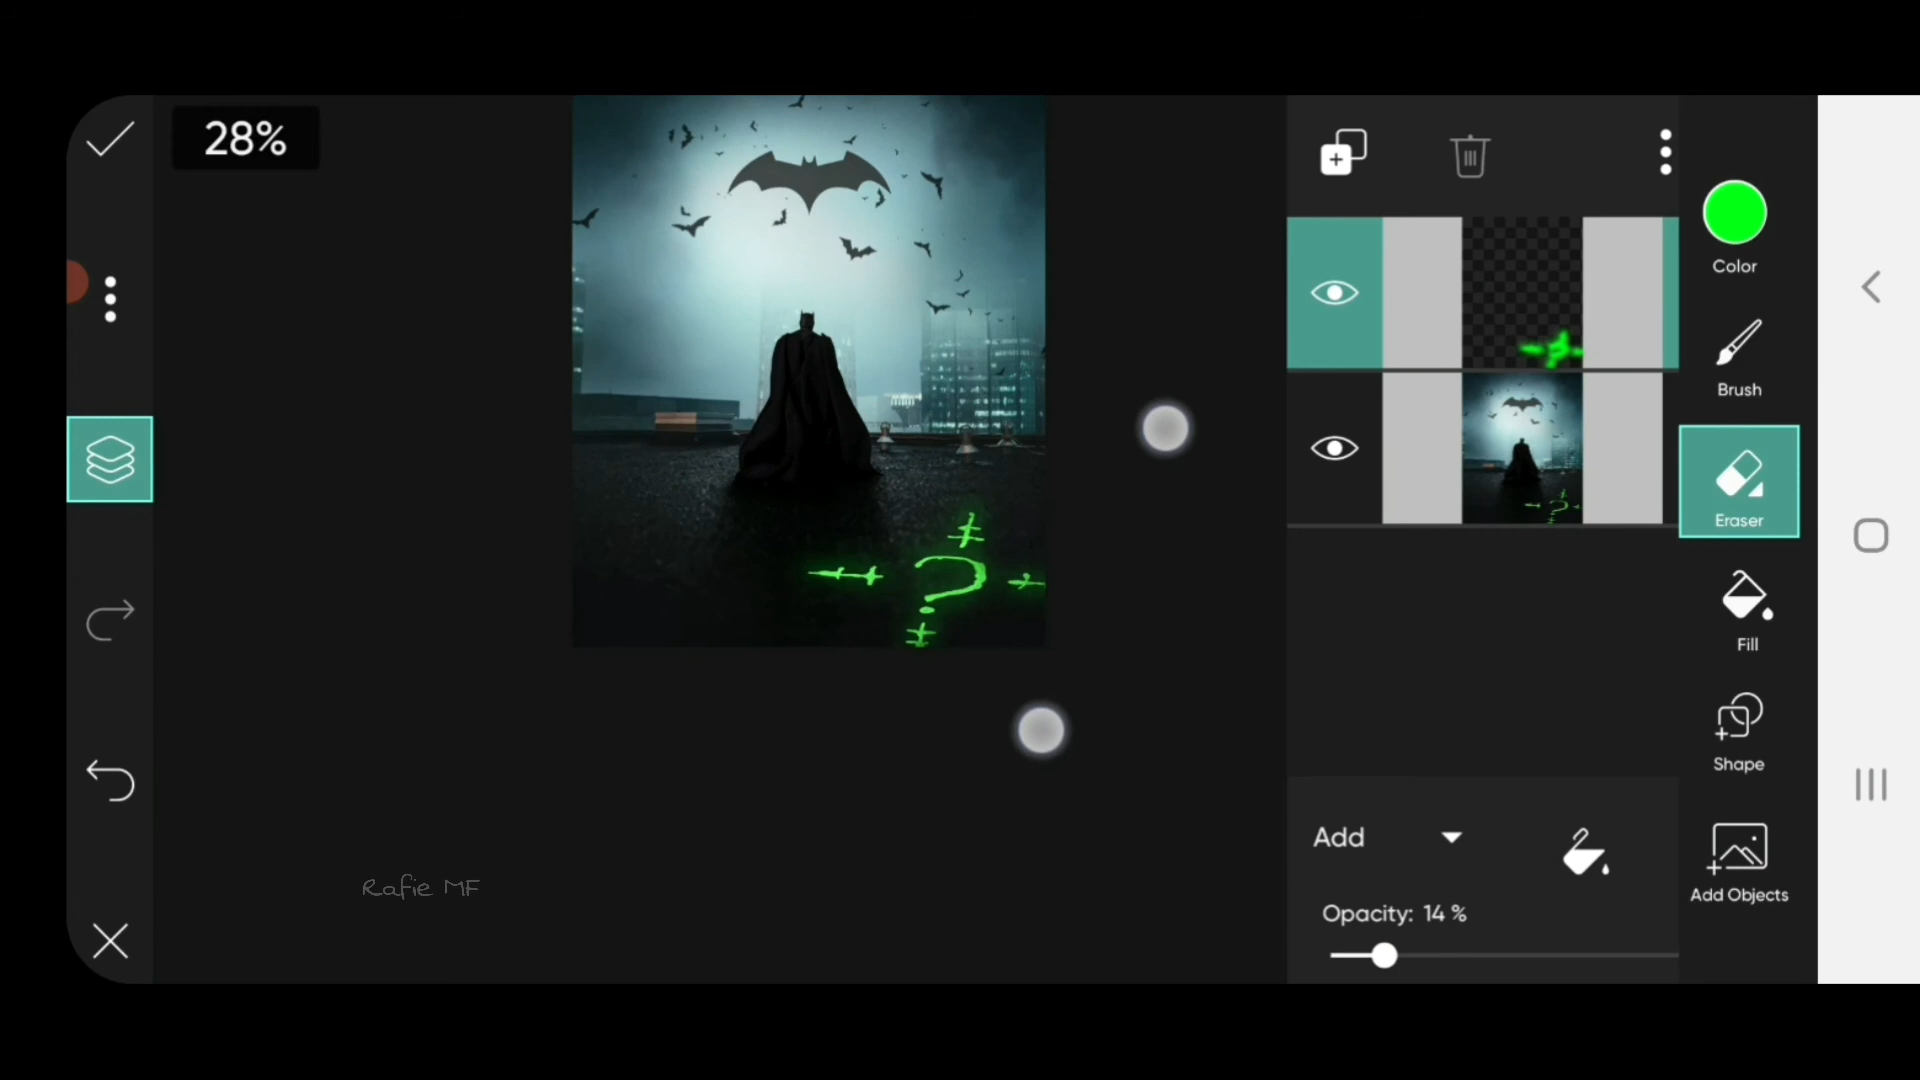 28%
Color
Brush
Eraser
Fill
Shape
Add
Add Objects
Opacity: 14 %
Rafie MF
?